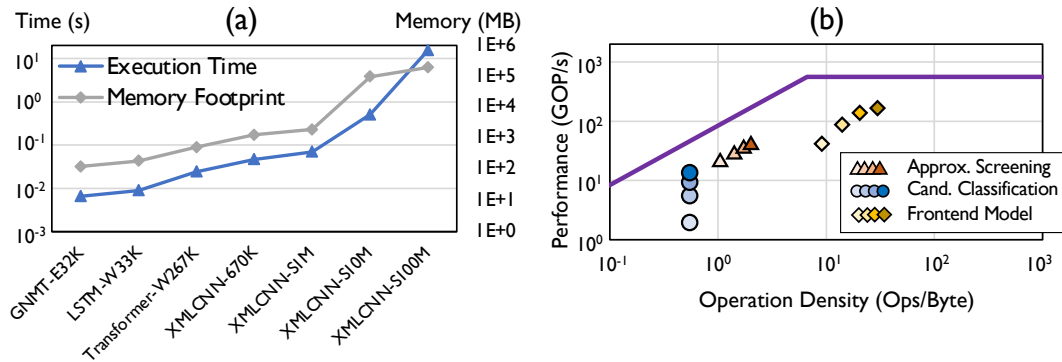 Time (s)
(a)
Memory (MB)
10^1
10^0
10^-1
10^-2
10^-3
Execution Time
Memory Footprint
1E+6
1E+5
1E+4
1E+3
1E+2
1E+1
1E+0
GNMT-E32K
LSTM-W33K
Transformer-W267K
XMLCNN-670K
XMLCNN-S1M
XMLCNN-S10M
XMLCNN-S100M
(b)
Performance (GOP/s)
10^3
10^2
10^1
10^0
Approx. Screening
Cand. Classification
Frontend Model
10^-1
10^0
10^1
10^2
10^3
Operation Density (Ops/Byte)